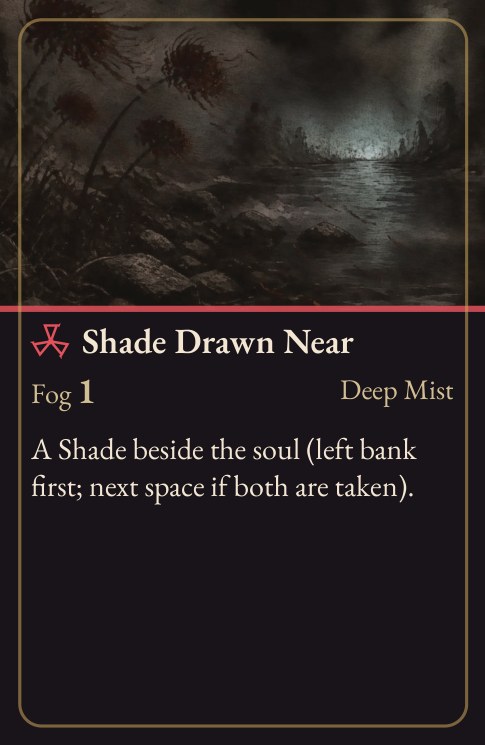 Shade Drawn Near
Fog 1
Deep Mist
A Shade beside the soul (left bank
first; next space if both are taken).